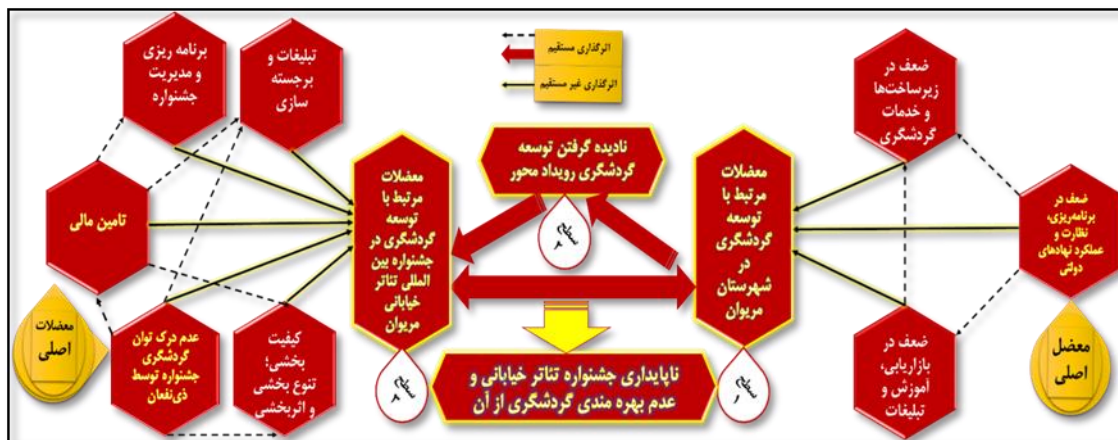 برنامه ریزی
و مدیریت
جشنواره
تبلیغات و
برجسته
سازی
اثرگذاری مستقیم
اثرگذاری غیر مستقیم
ضعف در
زیرساخت‌ها
و خدمات
گردشگری
نادیده گرفتن توسعه
گردشگری رویداد محور
سطح ۲
معضلات
مرتبط با
توسعه
گردشگری
در
شهرستان
مریوان
سطح ۱
معضلات
مرتبط با
توسعه
گردشگری در
جشنواره بین
المللی تئاتر
خیابانی
مریوان
سطح ۳
تامین مالی
ضعف در
برنامه‌ریزی،
نظارت و
عملکرد نهادهای
دولتی
معضل
اصلی
معضلات
اصلی
عدم درک توان
گردشگری
جشنواره توسط
ذی‌نفعان
کیفیت
بخشی؛
تنوع بخشی
و اثربخشی
ضعف در
بازاریابی،
آموزش و
تبلیغات
ناپایداری جشنواره تئاتر خیابانی و
عدم بهره مندی گردشگری از آن